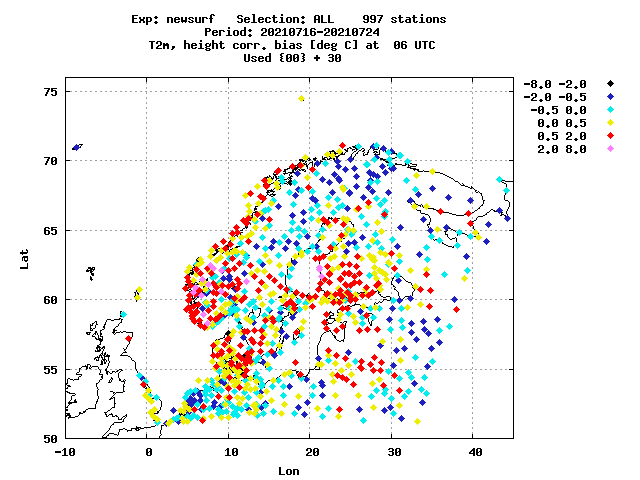 Exp: newsurf   Selection: ALL    997 stations
Period: 20210716-20210724
T2m, height corr. bias [deg C] at  06 UTC
Used {00} + 30
-8.0 -2.0
-2.0 -0.5
-0.5 0.0
0.0 0.5
0.5 2.0
2.0 8.0
75
70
65
60
55
50
Lat
-10 0 10 20 30 40
Lon